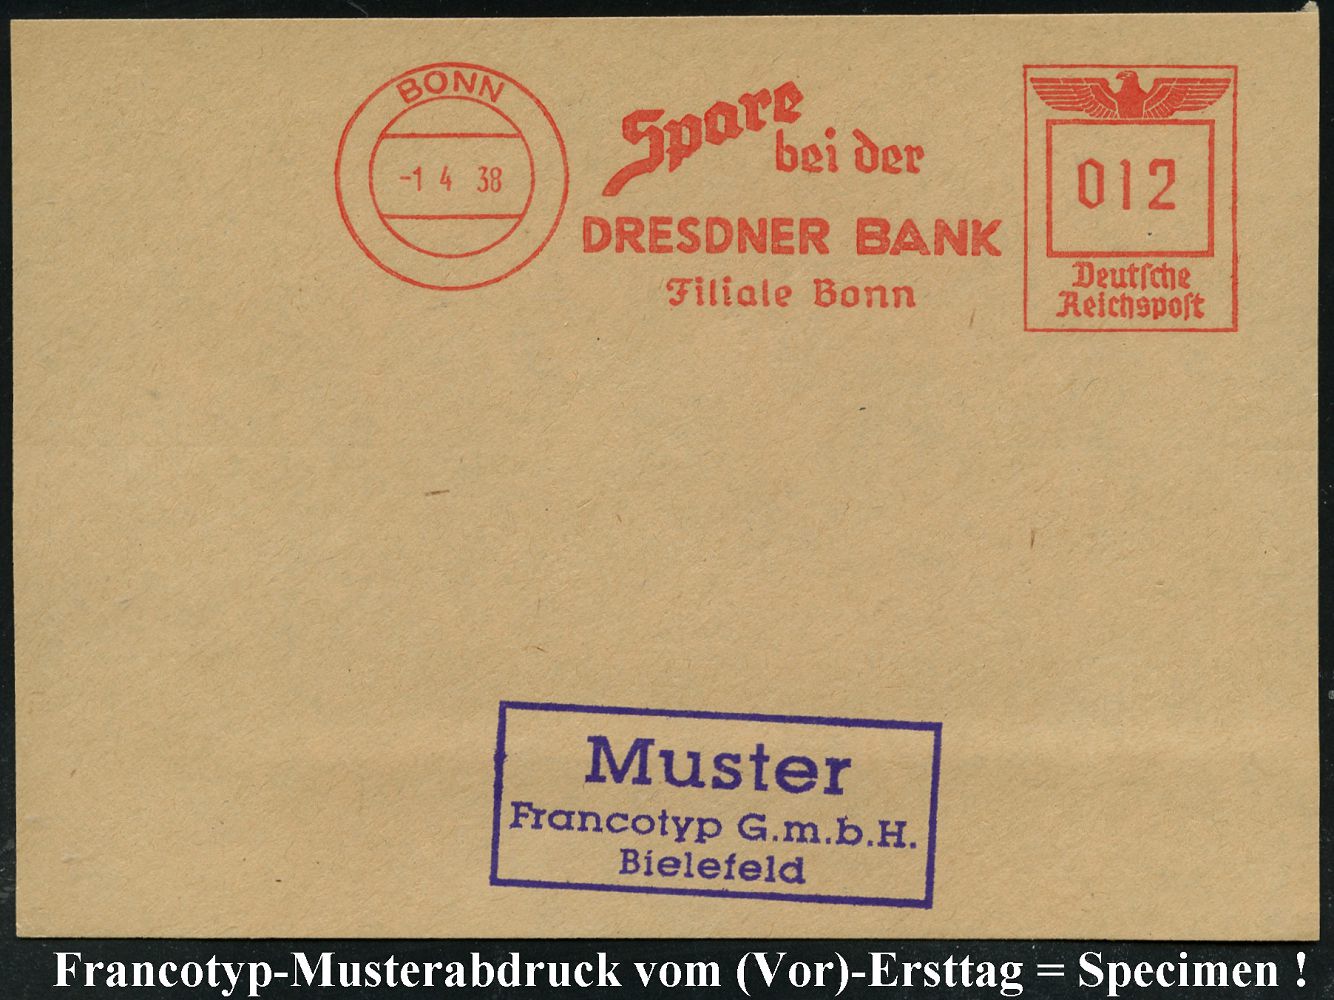 BONN
-1 4 38
Spare
bei der
DRESDNER BANK
Filiale Bonn
012
Deutsche
Reichspost
Muster
Francotyp G.m.b.H.
Bielefeld
Francotyp-Musterabdruck vom (Vor)-Ersttag = Specimen !